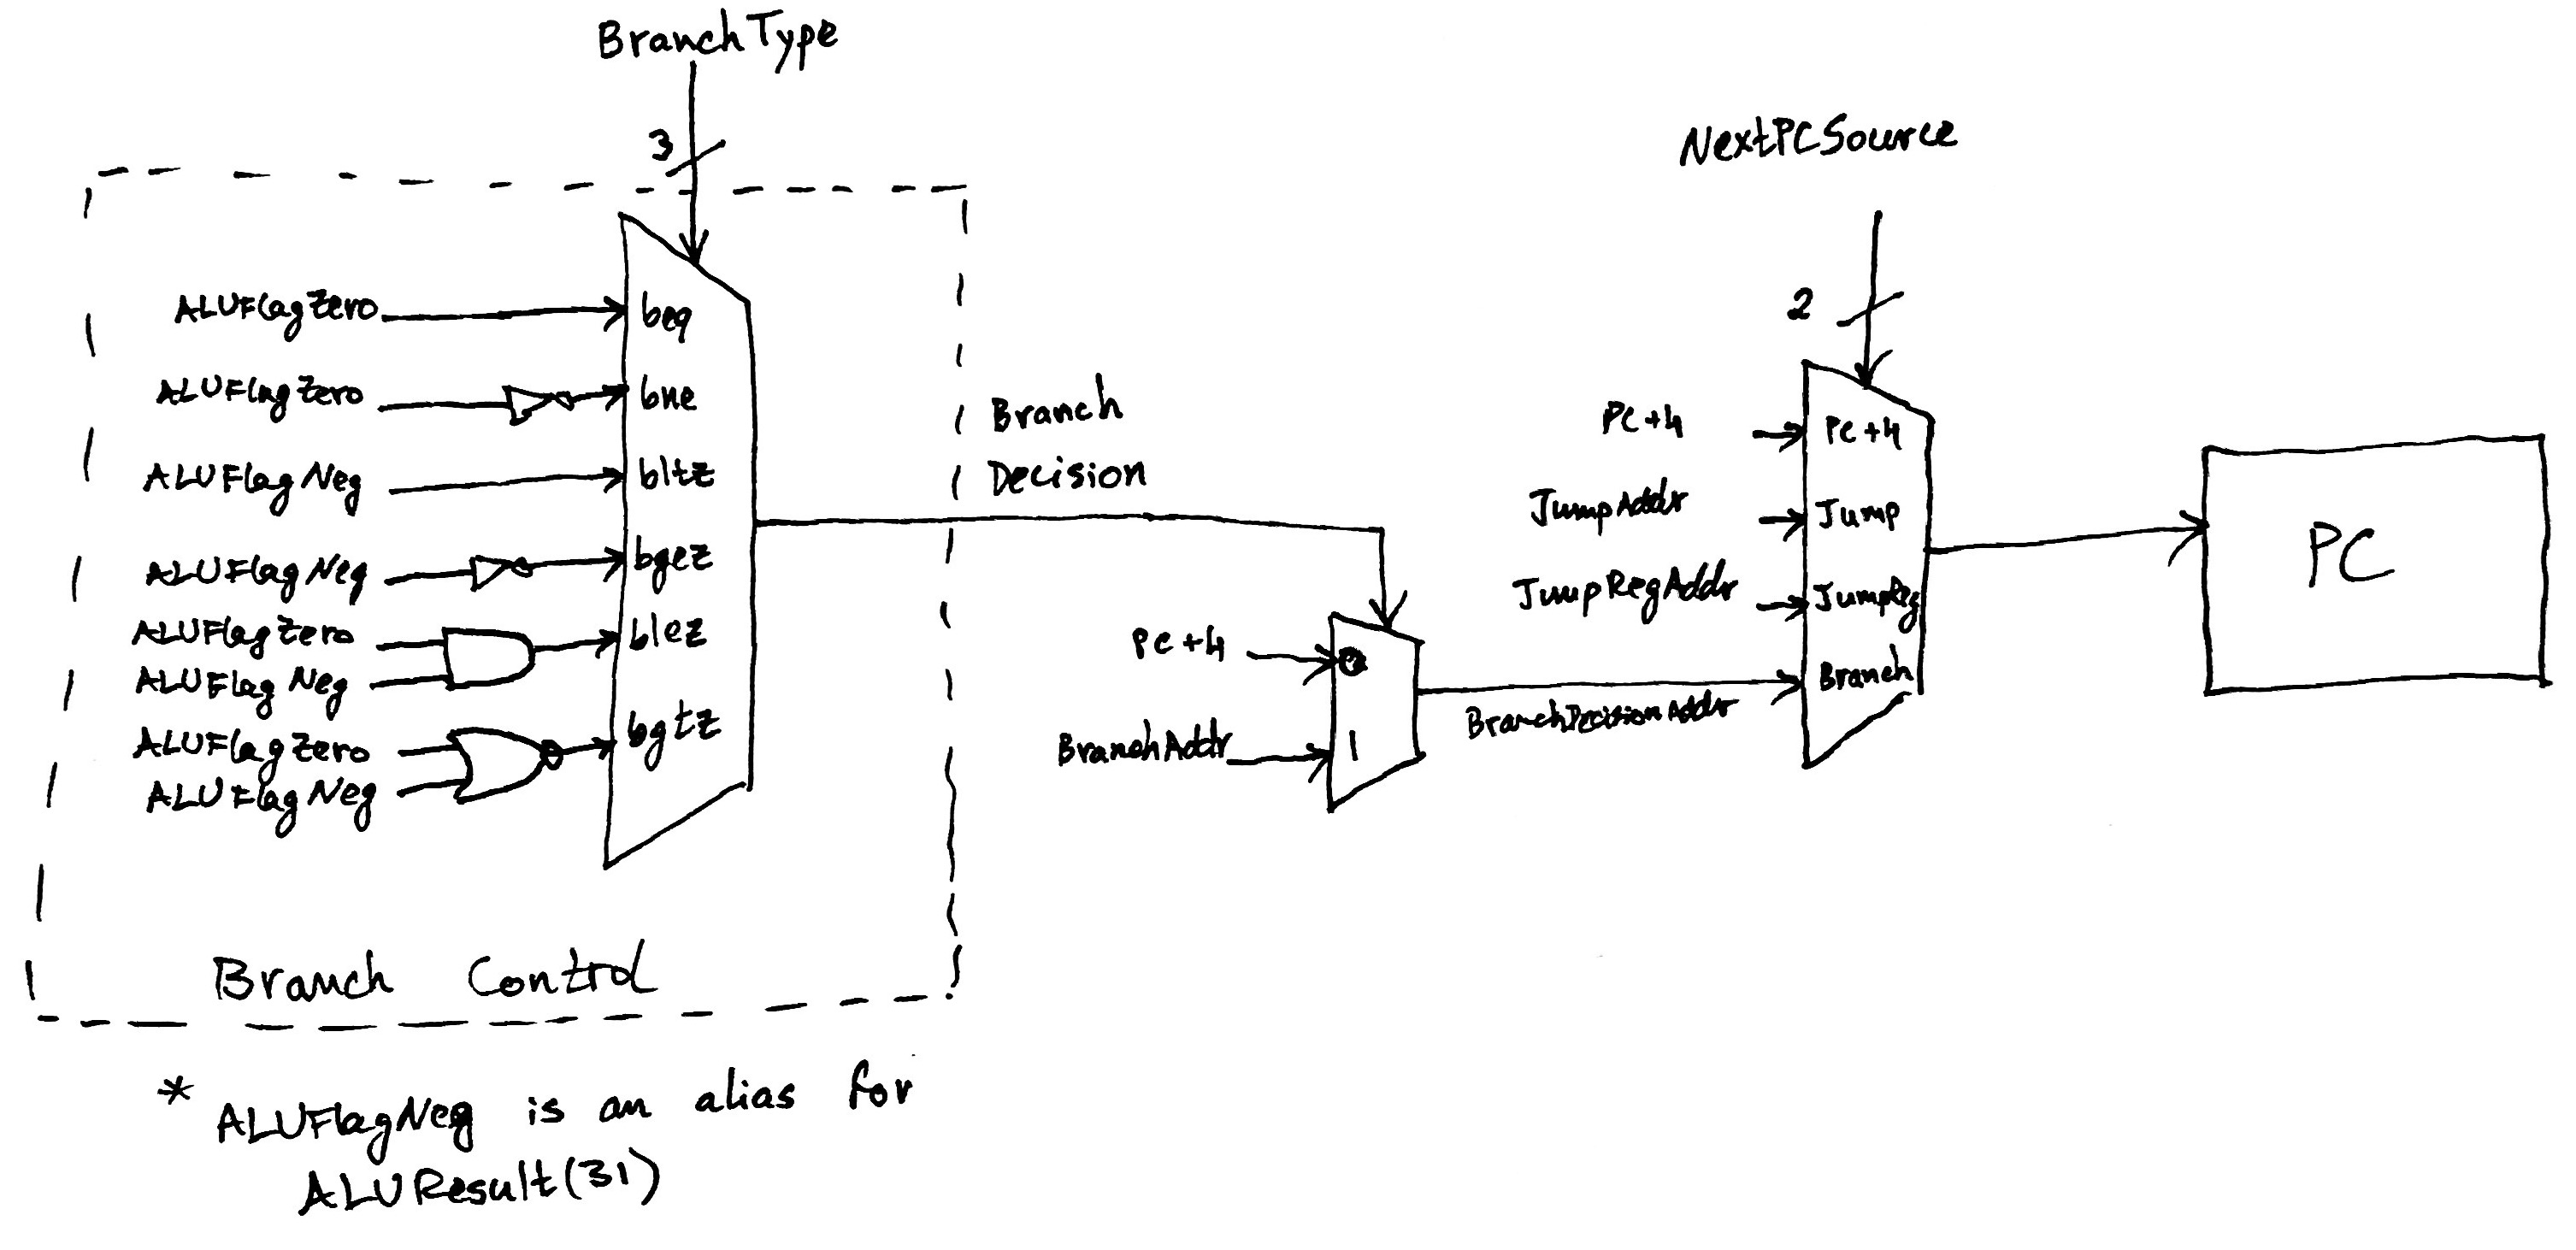 BranchType
3
NextPCSource
2
ALUFlagZero
beq
ALUFlagZero
bne
ALUFlagNeg
bltz
ALUFlagNeg
bgez
ALUFlagZero
ALUFlagNeg
blez
ALUFlagZero
ALUFlagNeg
bgtz
Branch
Decision
PC+4
0
BranchAddr
1
BranchDecisionAddr
PC+4
PC+4
JumpAddr
Jump
JumpRegAddr
JumpReg
Branch
PC
Branch Control
* ALUFlagNeg is an alias for
ALUResult(31)